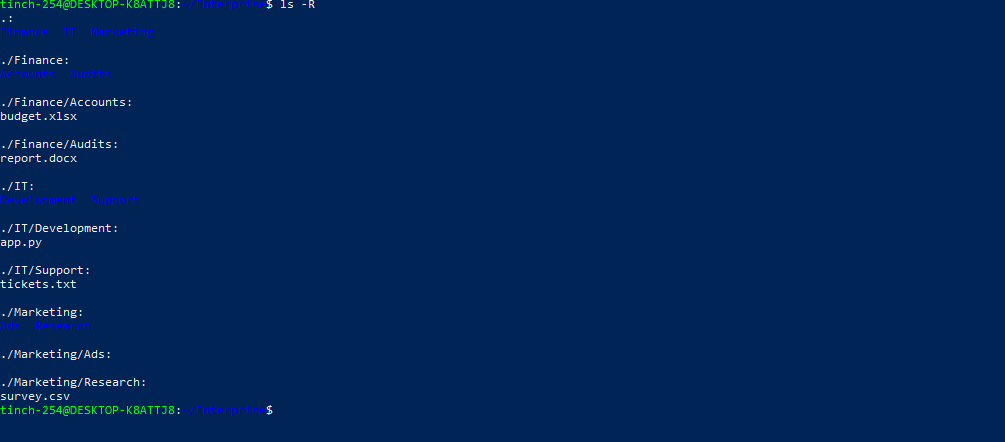 tinch-254@DESKTOP-K8ATTJ8:~/Enterprise$ ls -R
.:
Finance  IT  Marketing
./Finance:
Accounts  Audits
./Finance/Accounts:
budget.xlsx
./Finance/Audits:
report.docx
./IT:
Development  Support
./IT/Development:
app.py
./IT/Support:
tickets.txt
./Marketing:
Ads  Research
./Marketing/Ads:
./Marketing/Research:
survey.csv
tinch-254@DESKTOP-K8ATTJ8:~/Enterprise$